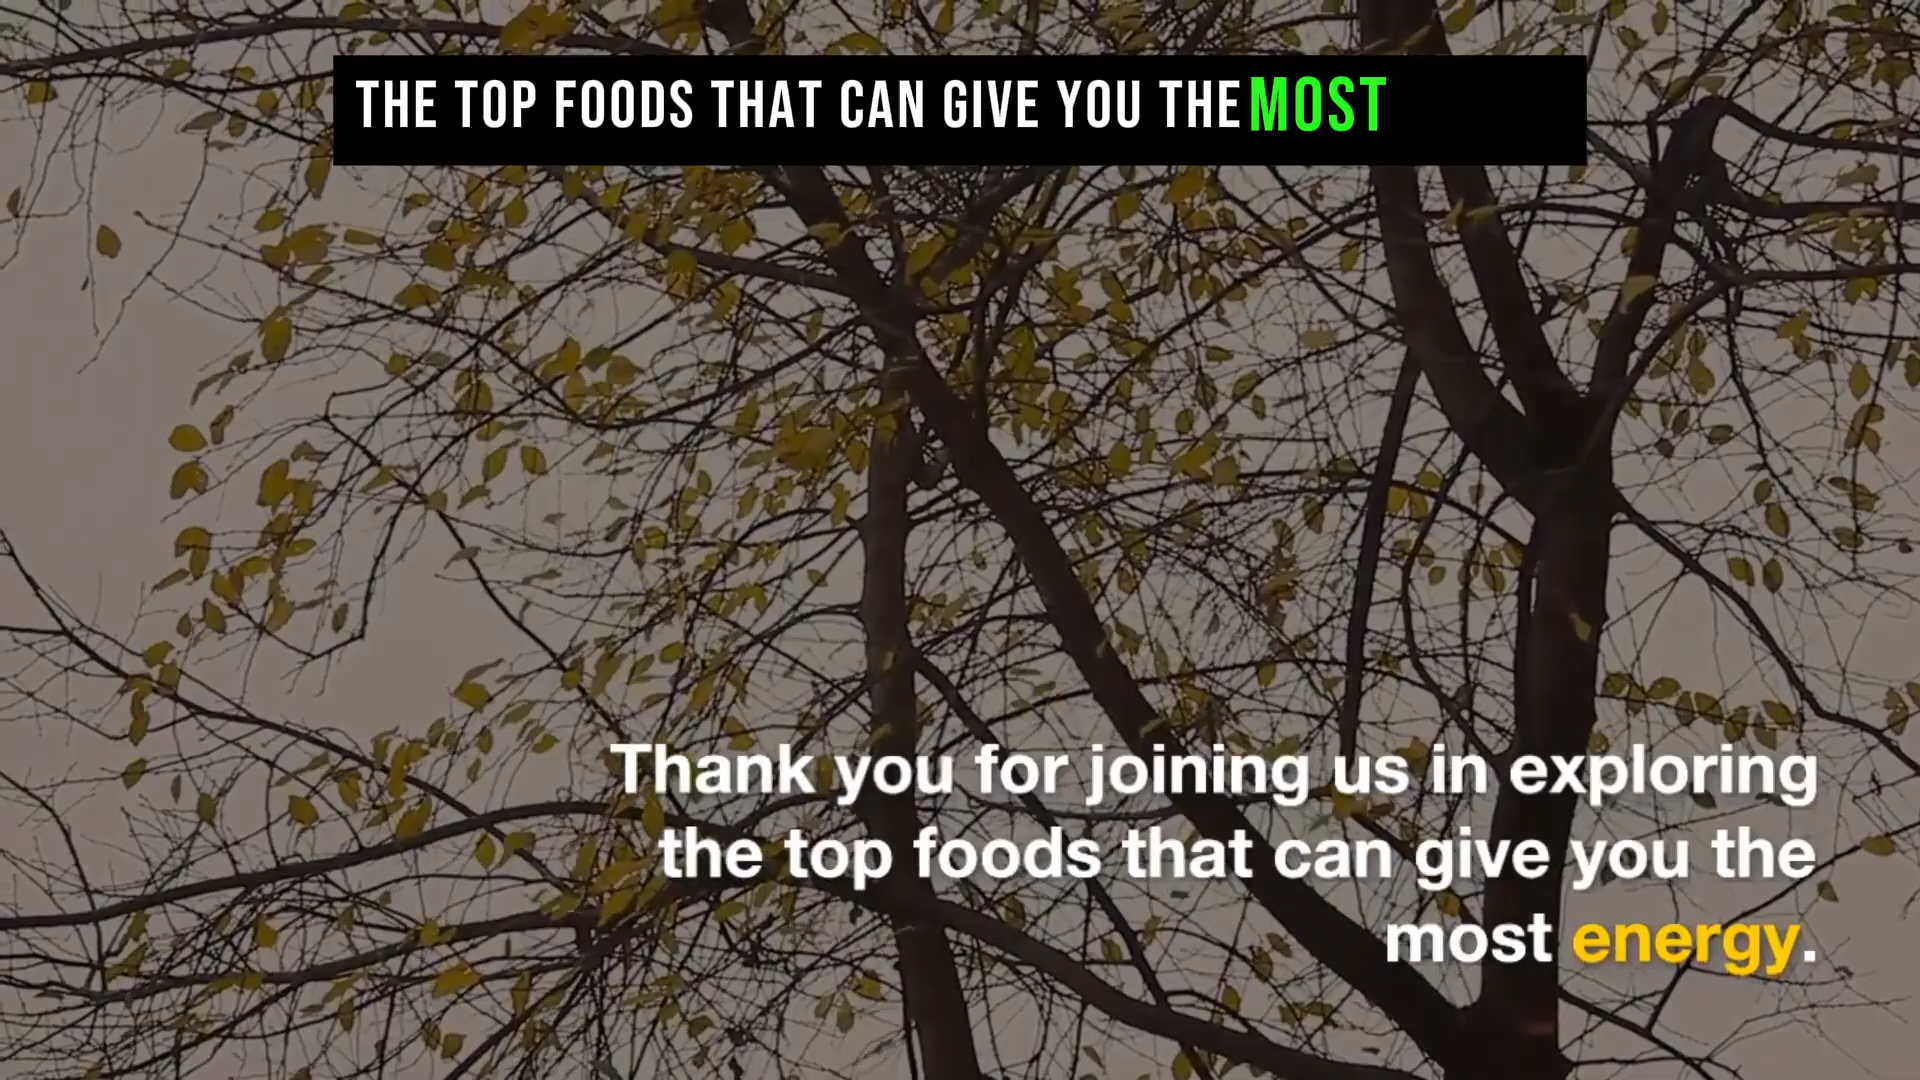 THE TOP FOODS THAT CAN GIVE YOU THE MOST
Thank you for joining us in exploring
the top foods that can give you the
most energy.